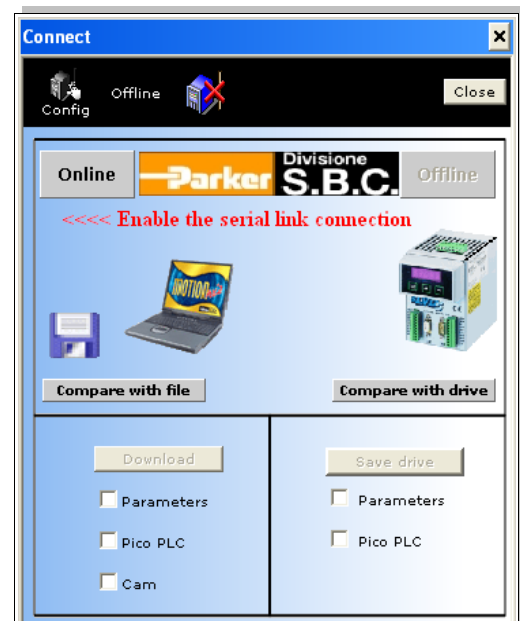 Connect
Offline
Config
Close
Online
Parker
Divisione
S.B.C.
Offline
<<<< Enable the serial link connection
MOTION
Compare with file
Compare with drive
Download
Save drive
Parameters
Parameters
Pico PLC
Pico PLC
Cam